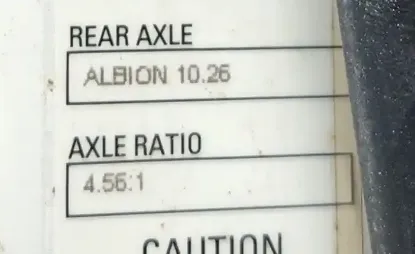 REAR AXLE
ALBION 10.26
AXLE RATIO
4.56:1
CAUTION